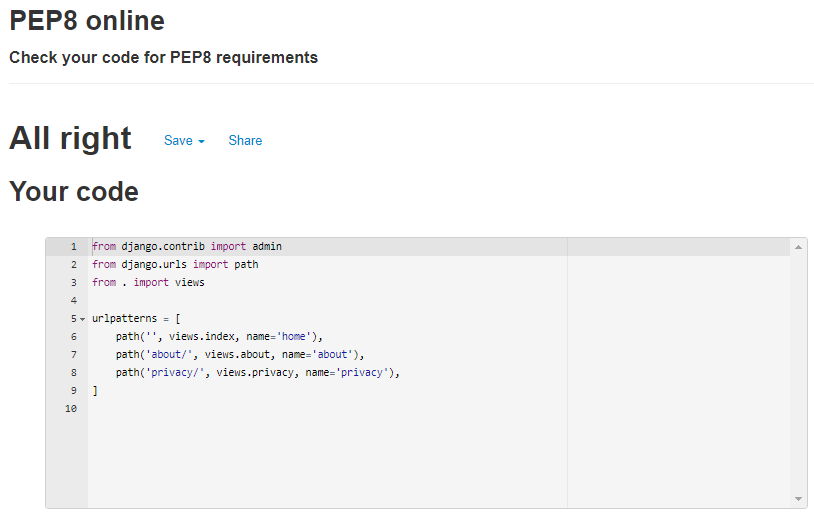 PEP8 online
Check your code for PEP8 requirements
All right Save Share
Your code
1 from django.contrib import admin
2 from django.urls import path
3 from . import views
4
5 urlpatterns = [
6     path('', views.index, name='home'),
7     path('about/', views.about, name='about'),
8     path('privacy/', views.privacy, name='privacy'),
9 ]
10